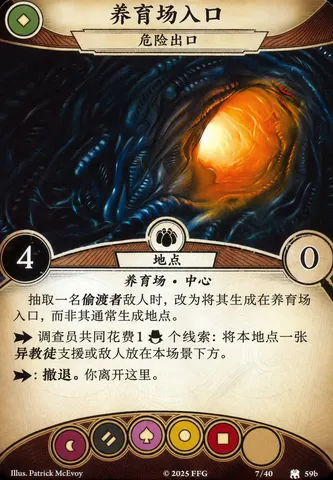 养育场入口
危险出口
4
地点
0
养育场·中心
抽取一名偷渡者敌人时，改为将其生成在养育场
入口，而非其通常生成地点。
调查员共同花费1 个线索：将本地点一张
异教徒支援或敌人放在本场景下方。
：撤退。你离开这里。
Illus. Patrick McEvoy
© 2025 FFG
7/40
59b